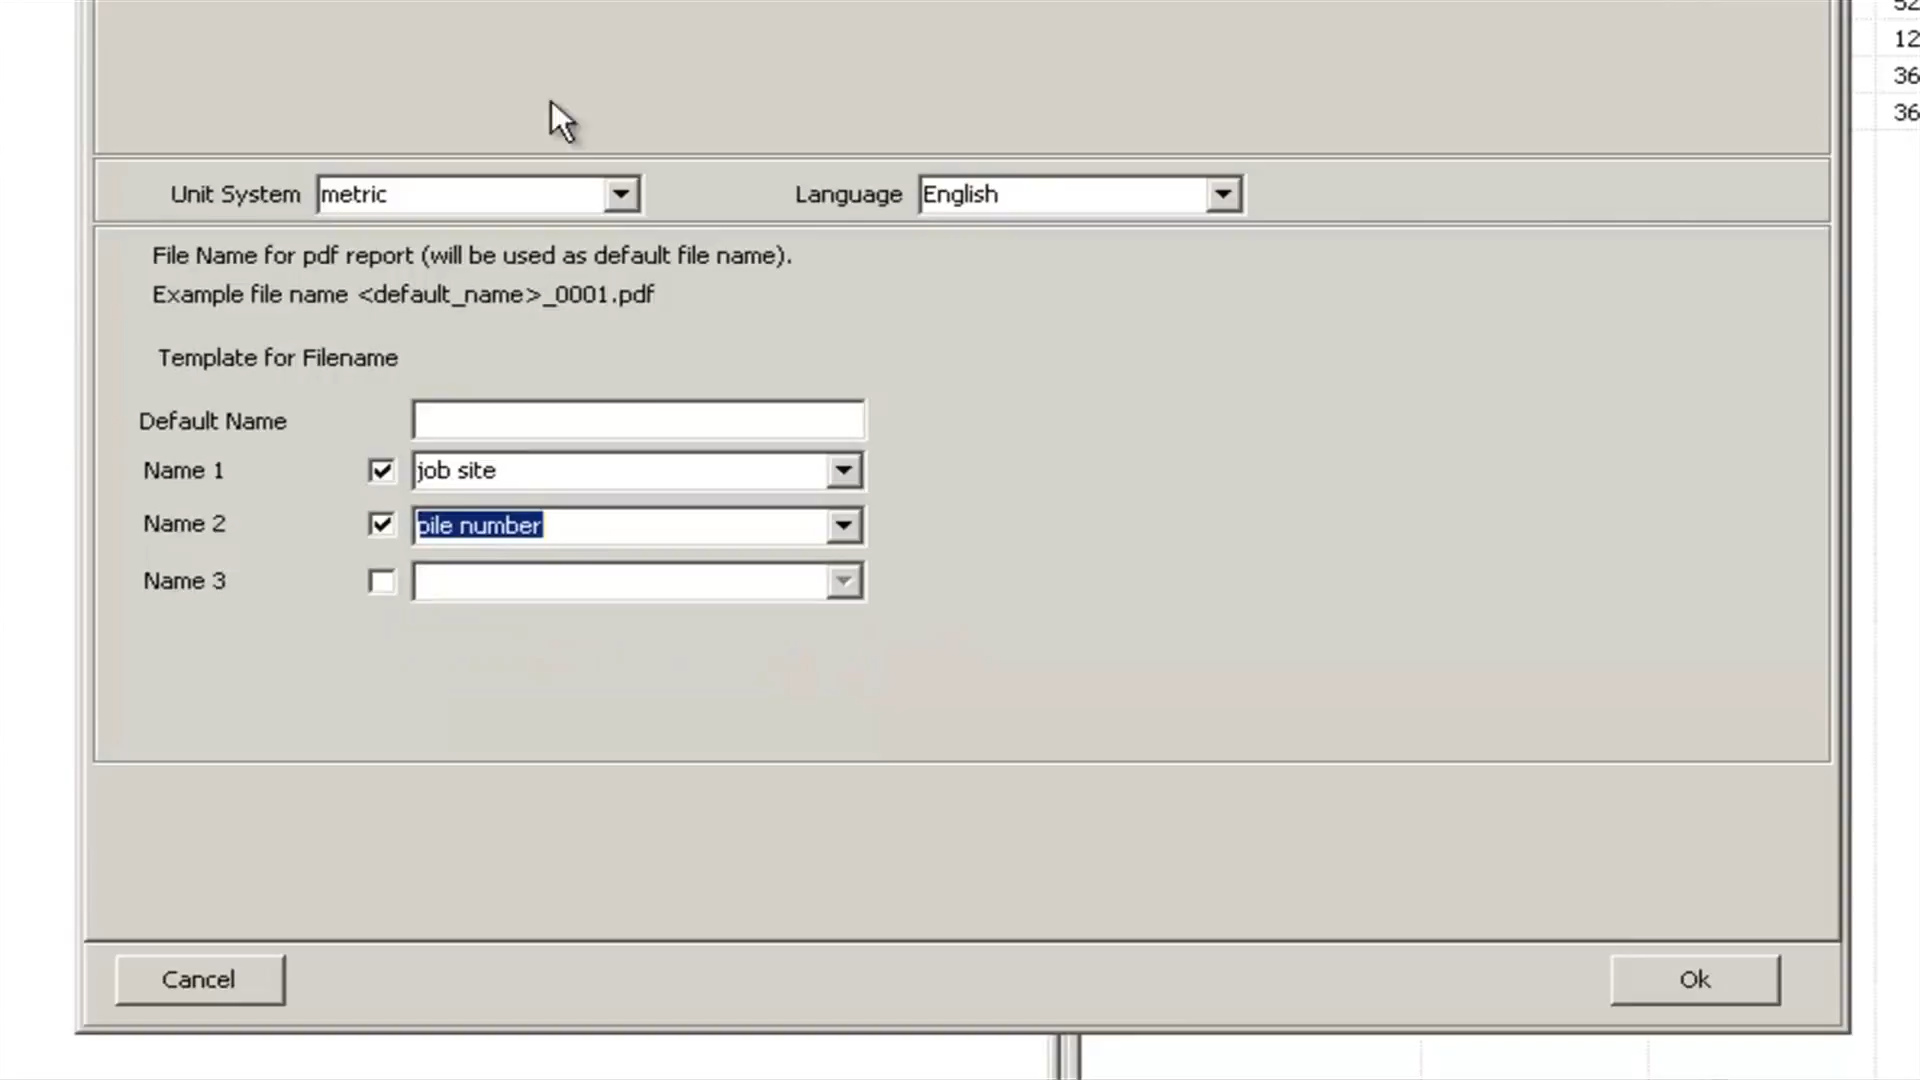 52
12
36
36
Unit System metric Language English
File Name for pdf report (will be used as default file name).
Example file name <default_name>_0001.pdf
Template for Filename
Default Name
Name 1 job site
Name 2 pile number
Name 3
Cancel Ok